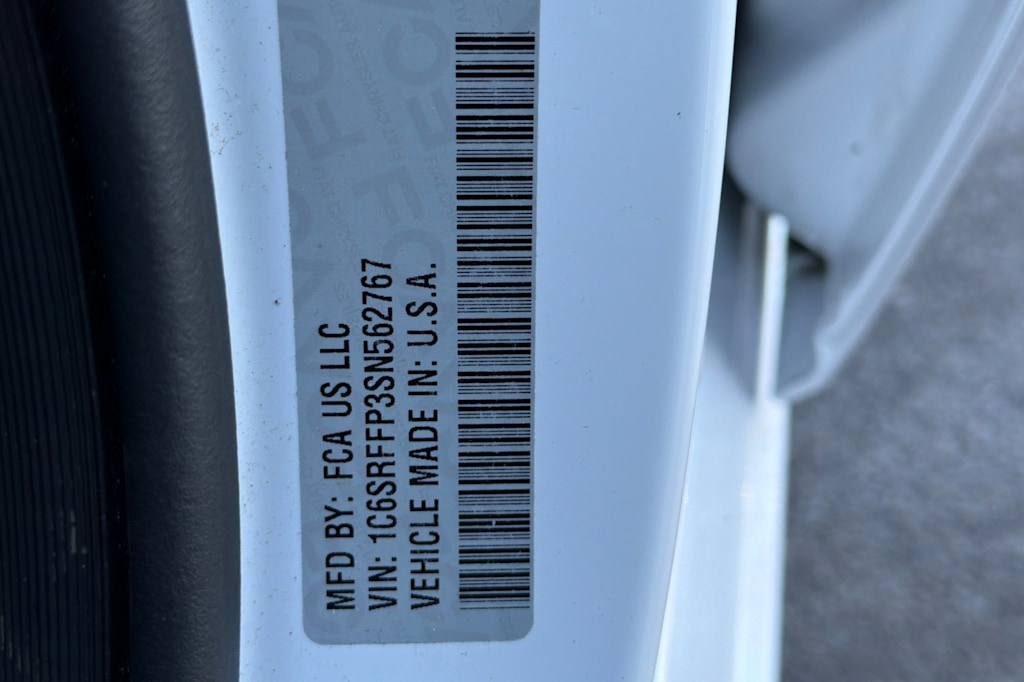 MFD BY: FCA US LLC
VIN: 1C6SRFFP3SN562767
VEHICLE MADE IN: U.S.A.